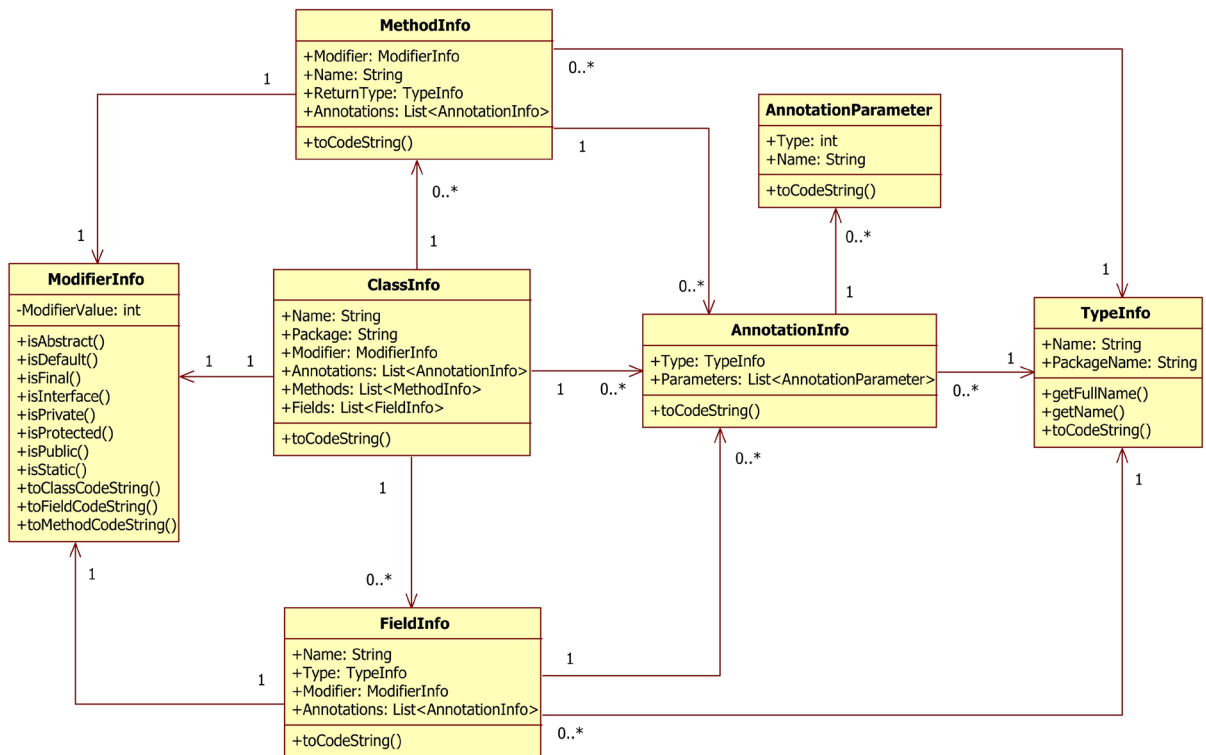 MethodInfo
+Modifier: ModifierInfo
+Name: String
+ReturnType: TypeInfo
+Annotations: List<AnnotationInfo>
+toCodeString()
1
0..*
1
0..*
1
1
0..*
1
AnnotationParameter
+Type: int
+Name: String
+toCodeString()
0..*
1
ModifierInfo
-ModifierValue: int
+isAbstract()
+isDefault()
+isFinal()
+isInterface()
+isPrivate()
+isProtected()
+isPublic()
+isStatic()
+toClassCodeString()
+toFieldCodeString()
+toMethodCodeString()
1
1
ClassInfo
+Name: String
+Package: String
+Modifier: ModifierInfo
+Annotations: List<AnnotationInfo>
+Methods: List<MethodInfo>
+Fields: List<FieldInfo>
+toCodeString()
1
0..*
AnnotationInfo
+Type: TypeInfo
+Parameters: List<AnnotationParameter>
+toCodeString()
1
0..*
TypeInfo
+Name: String
+PackageName: String
+getFullName()
+getName()
+toCodeString()
1
0..*
0..*
1
1
1
FieldInfo
+Name: String
+Type: TypeInfo
+Modifier: ModifierInfo
+Annotations: List<AnnotationInfo>
+toCodeString()
1
1
0..*